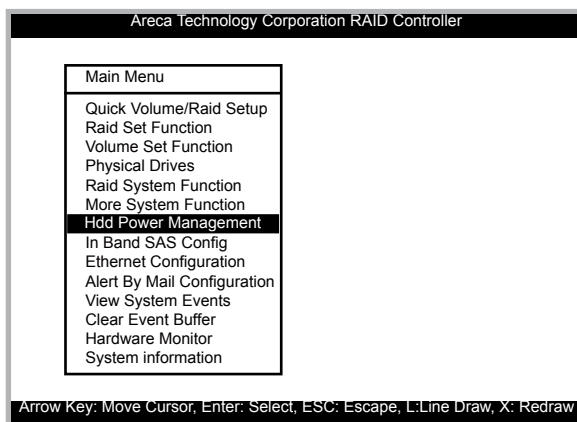 Areca Technology Corporation RAID Controller
Main Menu
Quick Volume/Raid Setup
Raid Set Function
Volume Set Function
Physical Drives
Raid System Function
More System Function
Hdd Power Management
In Band SAS Config
Ethernet Configuration
Alert By Mail Configuration
View System Events
Clear Event Buffer
Hardware Monitor
System information
Arrow Key: Move Cursor, Enter: Select, ESC: Escape, L:Line Draw, X: Redraw